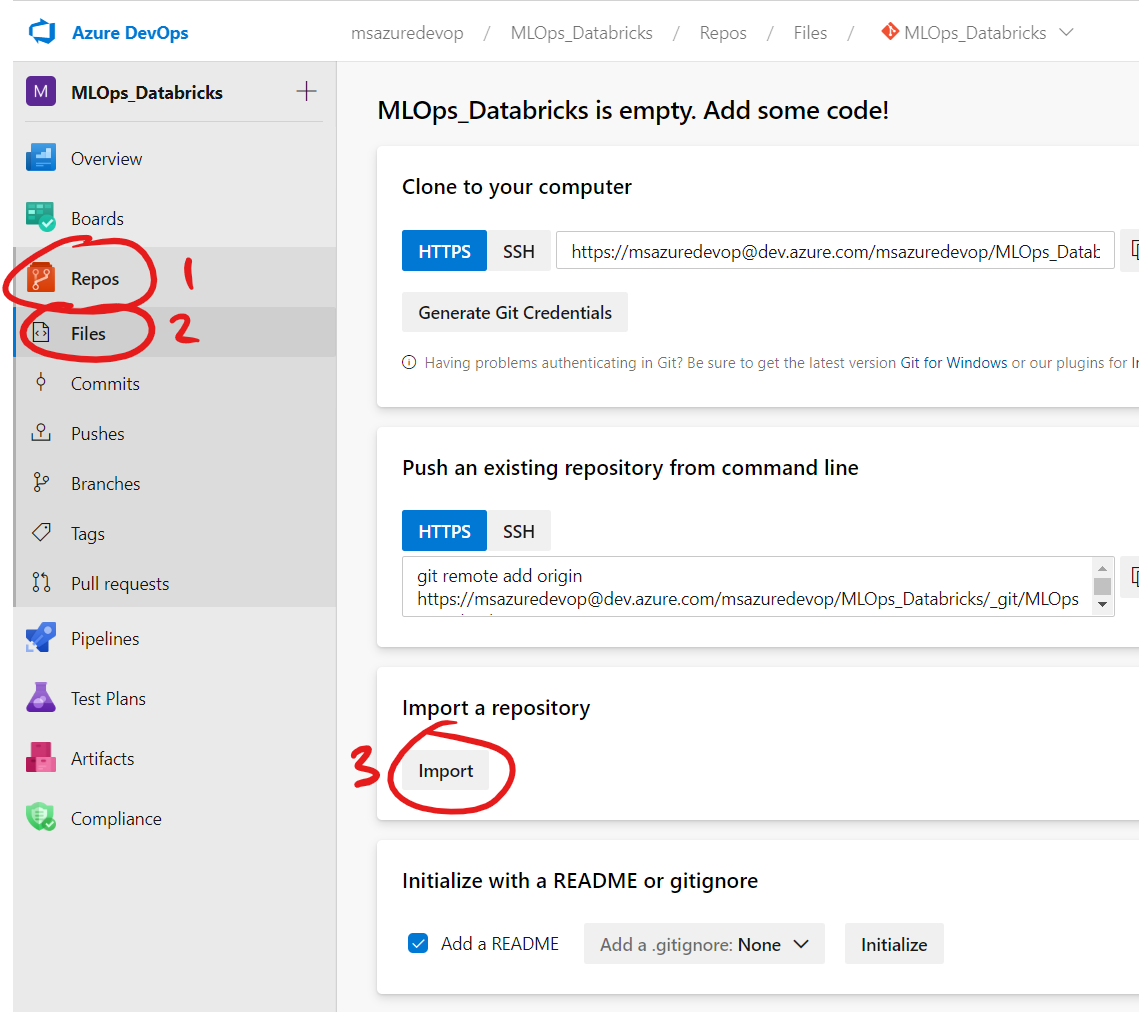 Azure DevOps
msazuredevop / MLOps_Databricks / Repos / Files / MLOps_Databricks
M MLOps_Databricks
Overview
Boards
Repos 1
Files 2
Commits
Pushes
Branches
Tags
Pull requests
Pipelines
Test Plans
Artifacts
Compliance
MLOps_Databricks is empty. Add some code!
Clone to your computer
HTTPS SSH https://msazuredevop@dev.azure.com/msazuredevop/MLOps_Datab
Generate Git Credentials
Having problems authenticating in Git? Be sure to get the latest version Git for Windows or our plugins for
Push an existing repository from command line
HTTPS SSH
git remote add origin
https://msazuredevop@dev.azure.com/msazuredevop/MLOps_Databricks/_git/MLOps
Import a repository
3 Import
Initialize with a README or gitignore
Add a README Add a .gitignore: None Initialize